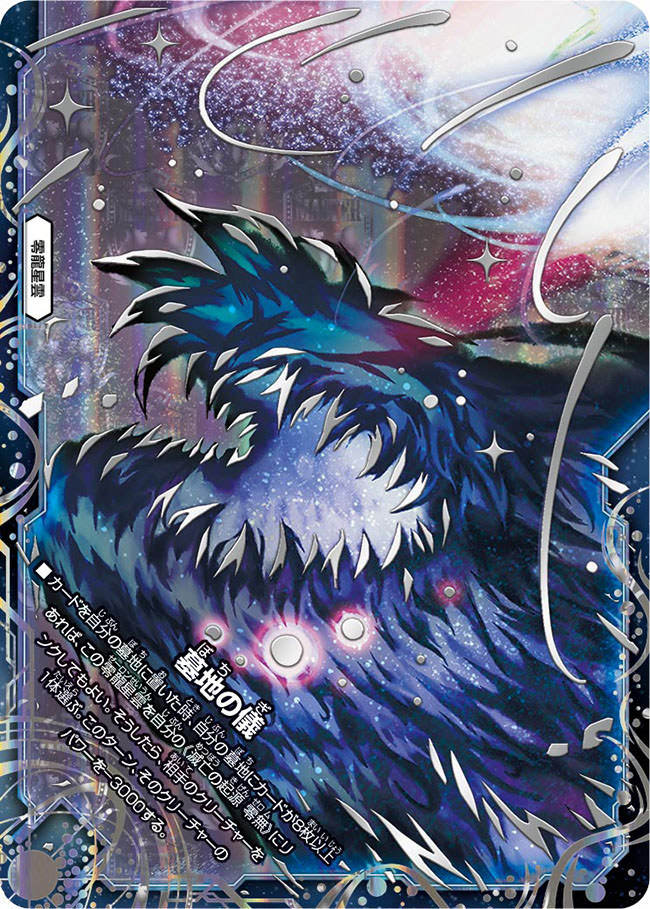 零龍星雲
墓地の儀
■カードを自分の墓地に置いた時、自分の墓地にカードが8枚以上
あれば、この零龍星雲を自分の《滅亡の起源 零無》にリ
ンクしてもよい。そうしたら、相手のクリーチャーを
1体選ぶ。このターン、そのクリーチャーの
パワーを-3000する。